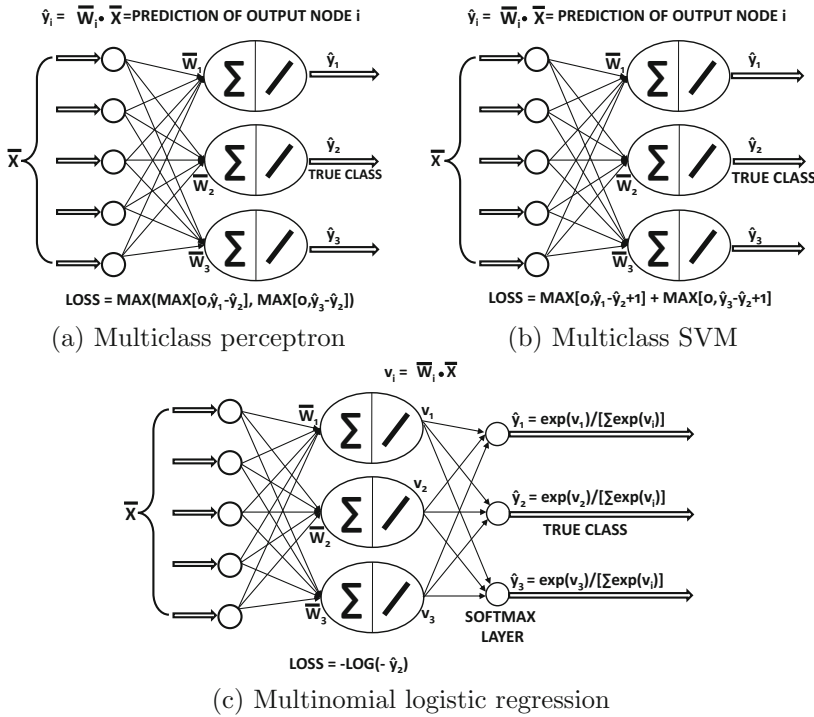 ŷi = W̅i • X̅ =PREDICTION OF OUTPUT NODE i
X̅
W̅1
W̅2
W̅3
Σ
Σ
Σ
ŷ1
ŷ2
TRUE CLASS
ŷ3
LOSS = MAX(MAX[0,ŷ1-ŷ2], MAX[0,ŷ3-ŷ2])
(a) Multiclass perceptron
ŷi = W̅i • X̅ =PREDICTION OF OUTPUT NODE i
X̅
W̅1
W̅2
W̅3
Σ
Σ
Σ
ŷ1
ŷ2
TRUE CLASS
ŷ3
LOSS = MAX[0,ŷ1-ŷ2+1] + MAX[0,ŷ3-ŷ2+1]
(b) Multiclass SVM
vi = W̅i • X̅
X̅
W̅1
W̅2
W̅3
Σ
Σ
Σ
v1
v2
v3
ŷ1 = exp(v1)/[∑exp(vi)]
ŷ2 = exp(v2)/[∑exp(vi)]
TRUE CLASS
ŷ3 = exp(v3)/[∑exp(vi)]
SOFTMAX
LAYER
LOSS = -LOG(- ŷ2)
(c) Multinomial logistic regression